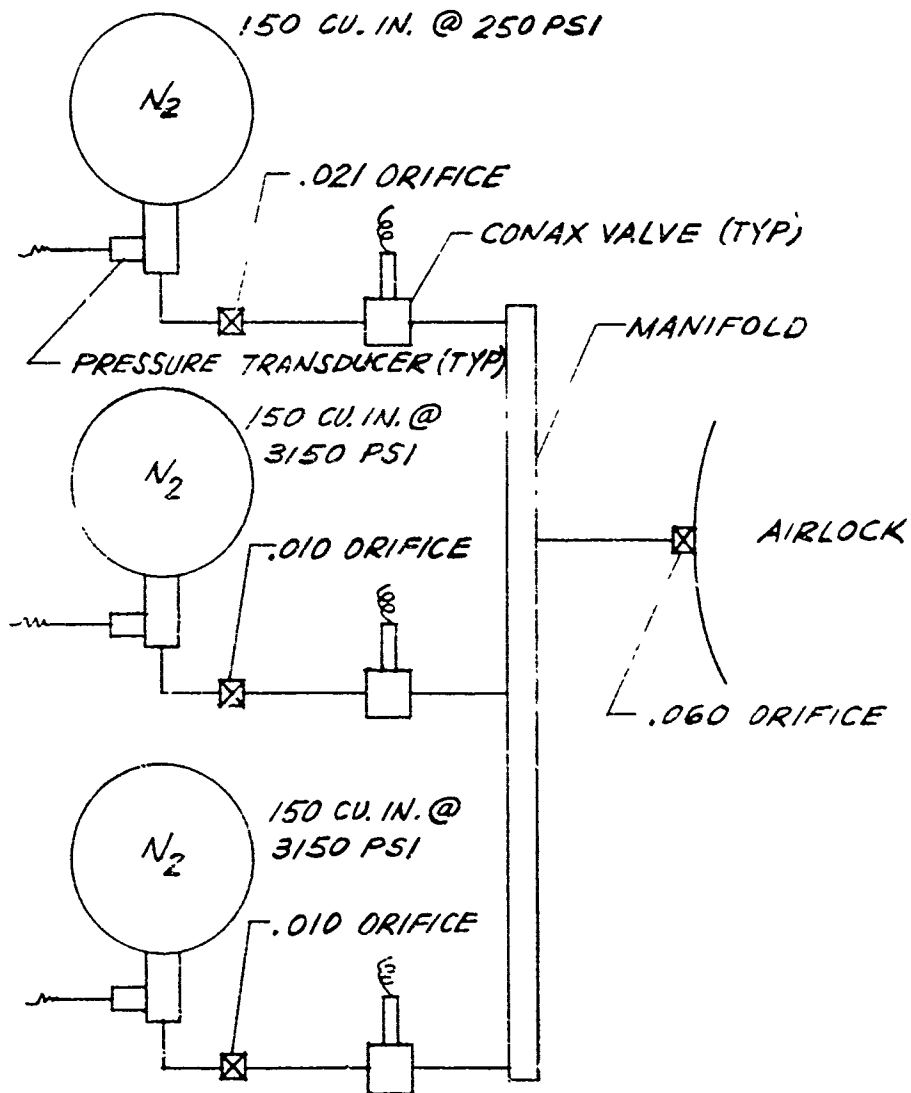 150 CU. IN. @ 250 PSI
N2
.021 ORIFICE
CONAX VALVE (TYP)
MANIFOLD
PRESSURE TRANSDUCER (TYP)
150 CU. IN. @
3150 PSI
N2
.010 ORIFICE
AIRLOCK
.060 ORIFICE
150 CU. IN. @
3150 PSI
N2
.010 ORIFICE